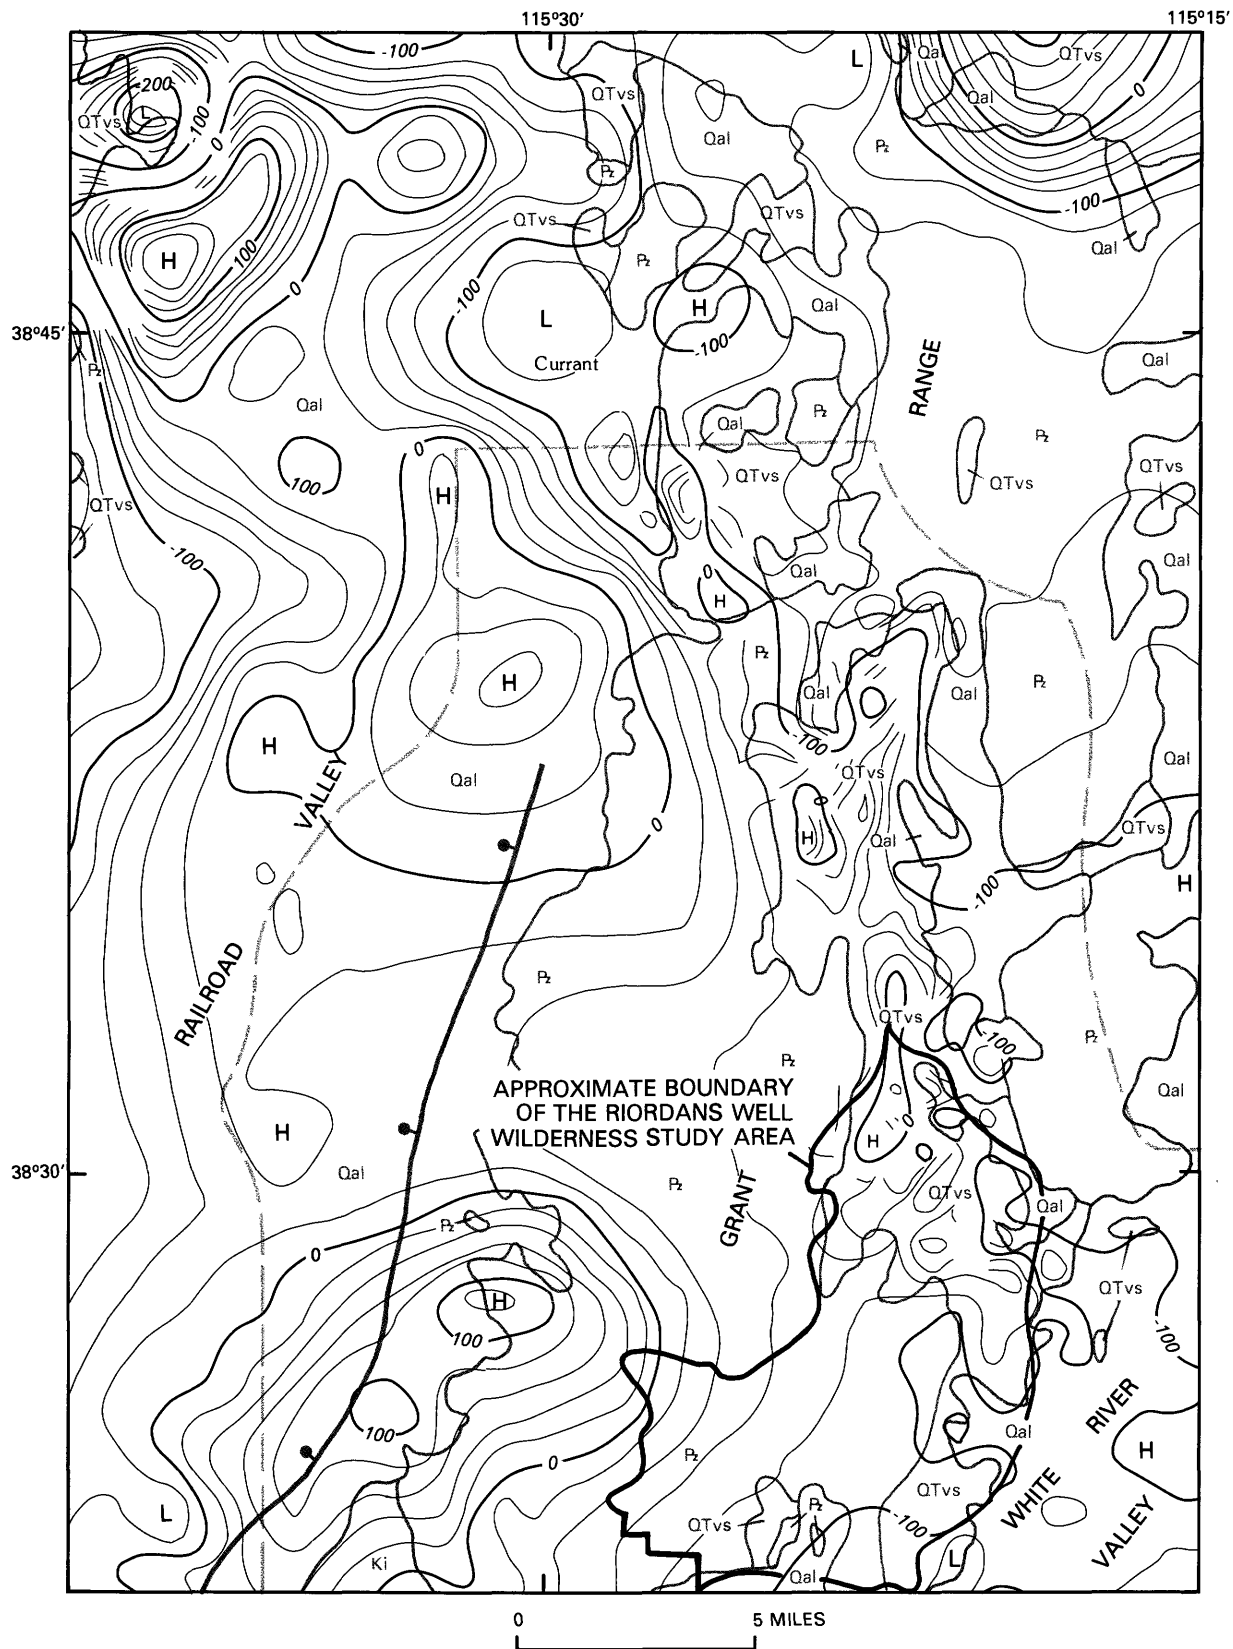 115°30′ 115°15′
-100 L Qal QTvs
-200 QTvs Qal 0
L
QTvs -100 0 Qal Pz
Pz
-100
QTvs QTvs
Qal
H 100 Pz
0 -100 H Qal
38°45′ L
-100
Currant Qal
Pz RANGE
Qal Pz
Qal Pz
0
QTvs
H 100 QTvs QTvs
QTvs
-100
Qal Qal
0
H
Pz
H Qal Qal Pz
H -100
Qal QTvs Qal
VALLEY
0 0 QTvs
H Qal
-100 H
RAILROAD
Pz
QTvs
-100 Pz
Pz
APPROXIMATE BOUNDARY
OF THE RIORDANS WELL
WILDERNESS STUDY AREA
Qal
H H 0
38°30′ Qal
Pz GRANT QTvs
Qal
Pz
0
QTvs
H
100 -100
RIVER
100 Qal
H
Pz
0
QTvs
L WHITE
QTvs Pz -100
VALLEY
L
Ki Qal
0 5 MILES